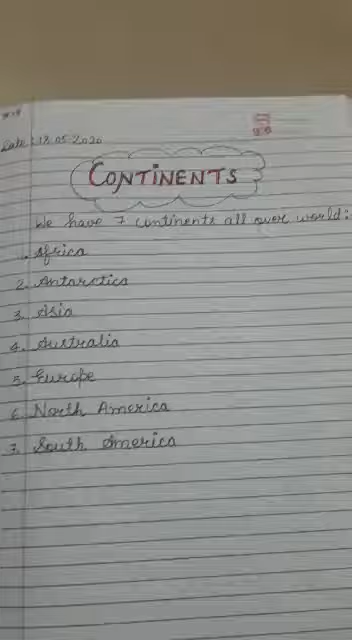 Date : 18.05.2020
CONTINENTS
We have 7 continents all over world:
1. Africa
2. Antarctica
3. Asia
4. Australia
5. Europe
6. North America
7. South America